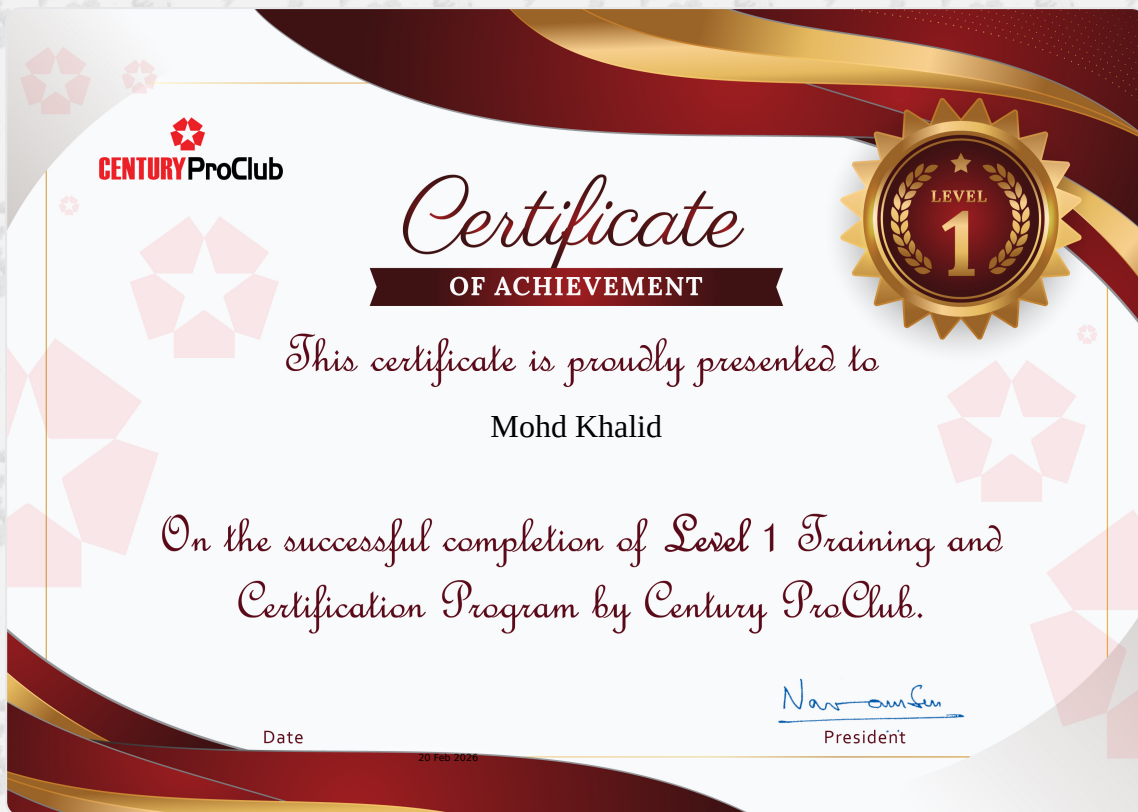 CENTURY ProClub
Certificate
OF ACHIEVEMENT
LEVEL
1
This certificate is proudly presented to
Mohd Khalid
On the successful completion of Level 1 Training and
Certification Program by Century ProClub.
Date
President
20 Feb 2026